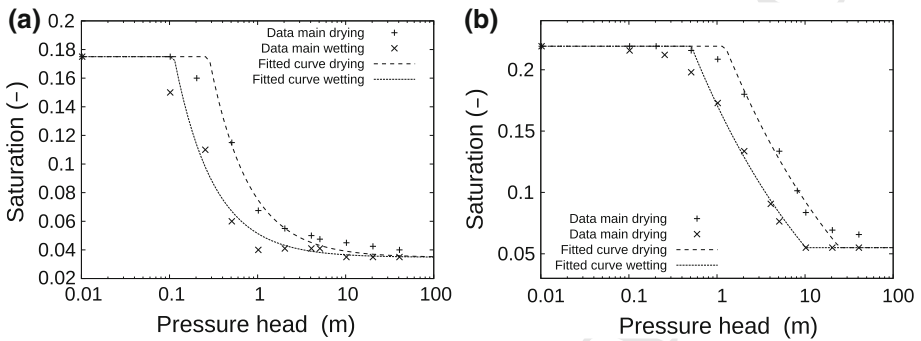 (a)
0.2
0.18
0.16
0.14
0.12
0.1
0.08
0.06
0.04
0.02
Saturation (−)
Data main drying +
Data main wetting ×
Fitted curve drying
Fitted curve wetting
0.01 0.1 1 10 100
Pressure head (m)
(b)
0.2
0.15
0.1
0.05
Saturation (−)
Data main drying +
Data main drying ×
Fitted curve drying
Fitted curve wetting
0.01 0.1 1 10 100
Pressure head (m)